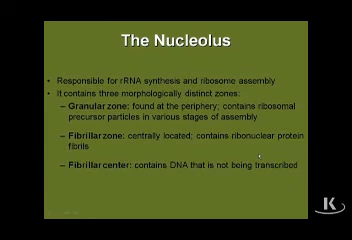 The Nucleolus
• Responsible for rRNA synthesis and ribosome assembly
• It contains three morphologically distinct zones:
– Granular zone: found at the periphery; contains ribosomal
precursor particles in various stages of assembly
– Fibrillar zone: centrally located; contains ribonuclear protein
fibrils
– Fibrillar center: contains DNA that is not being transcribed
K